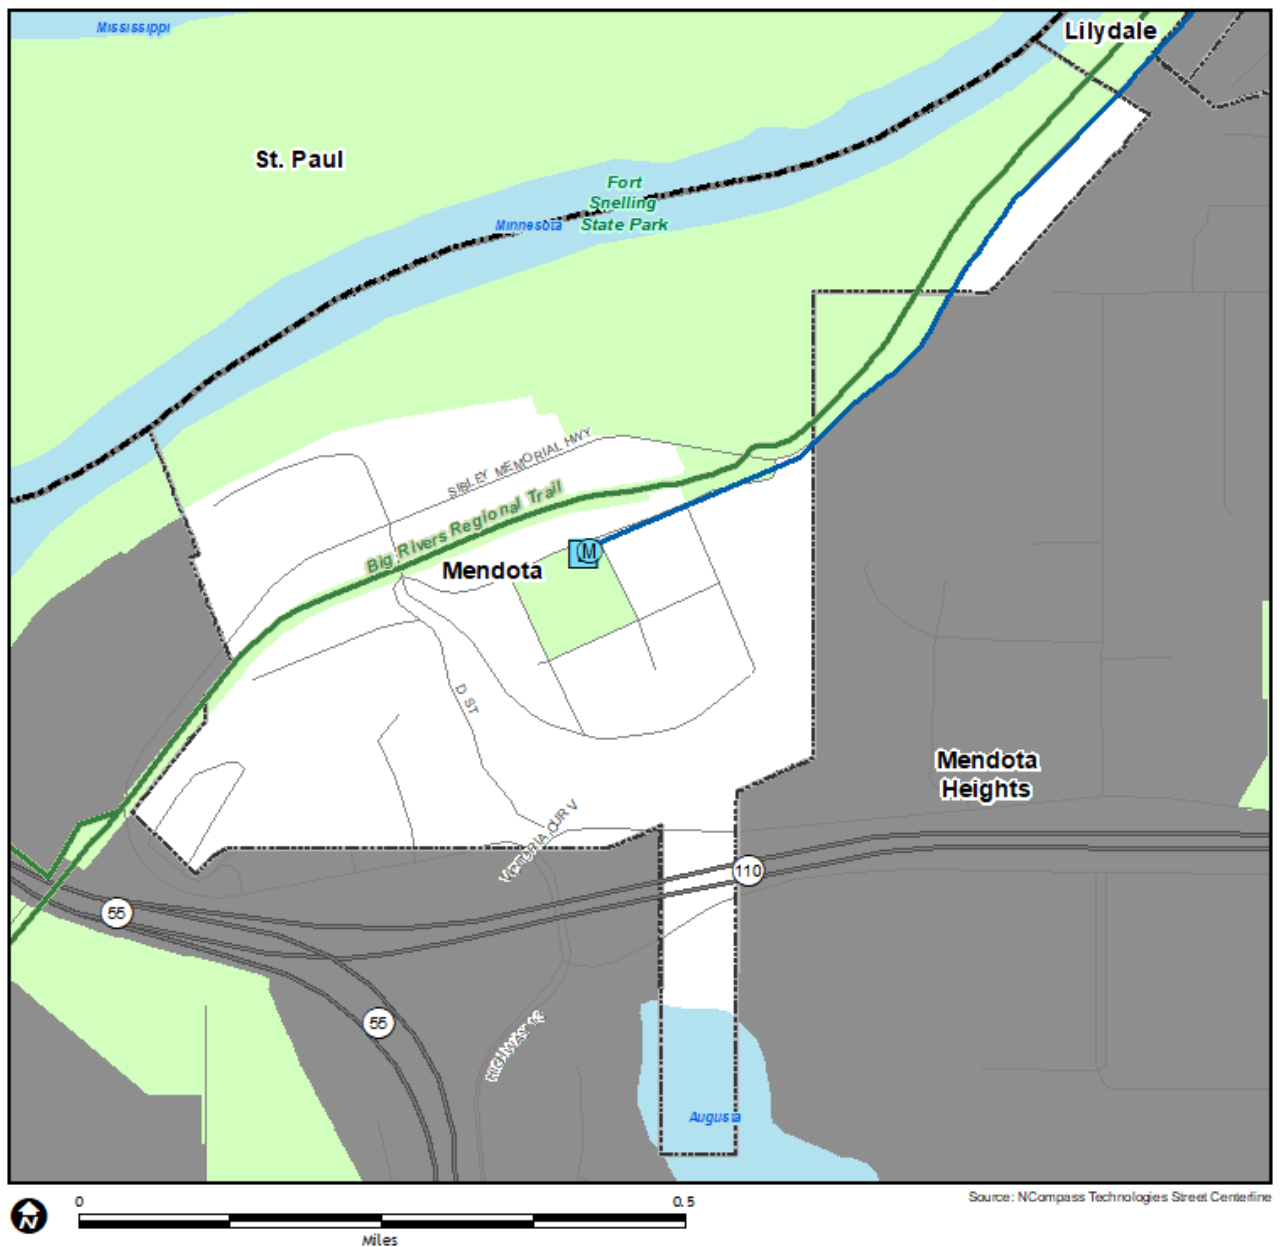 Mississippi
Lilydale
St. Paul
Fort
Snelling
State Park
Minnesota
SIBLEY MEMORIAL HWY
Big Rivers Regional Trail
M
Mendota
D ST
Mendota
Heights
VICTORIA CURV
110
55
55
Augusta
N
0
0.5
Miles
Source: NCompass Technologies Street Centerline